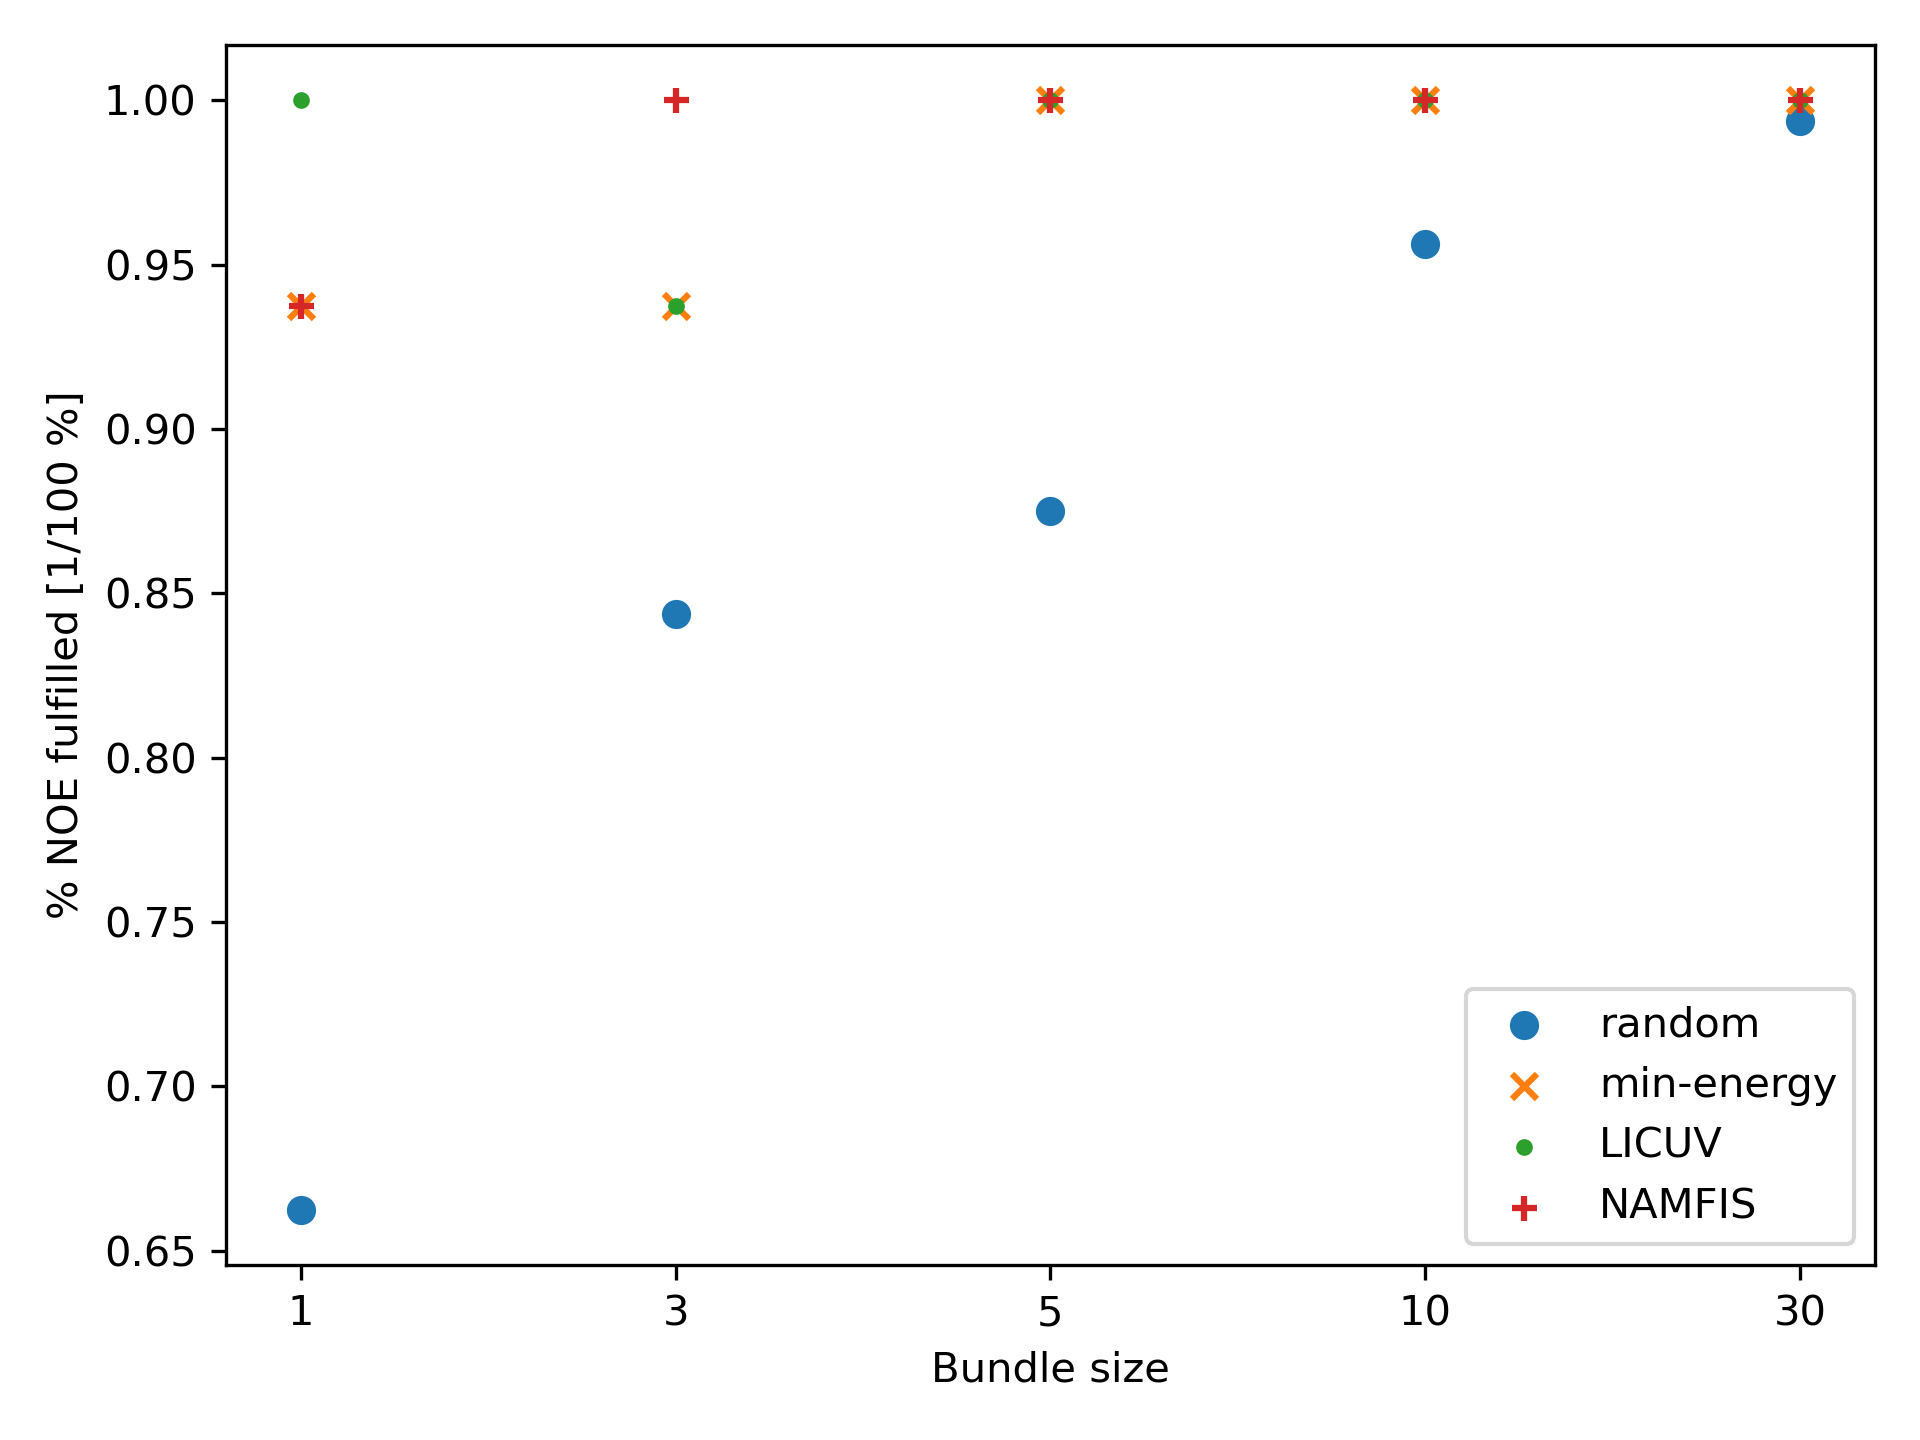 1.00
0.95
0.90
0.85
0.80
0.75
0.70
0.65
% NOE fulfilled [1/100 %]
1 3 5 10 30
Bundle size
random
min-energy
LICUV
NAMFIS